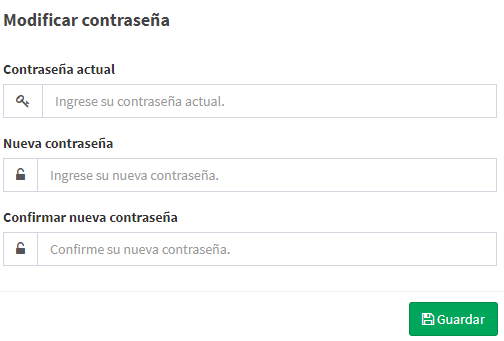 Modificar contraseña
Contraseña actual
Ingrese su contraseña actual.
Nueva contraseña
Ingrese su nueva contraseña.
Confirmar nueva contraseña
Confirme su nueva contraseña.
Guardar